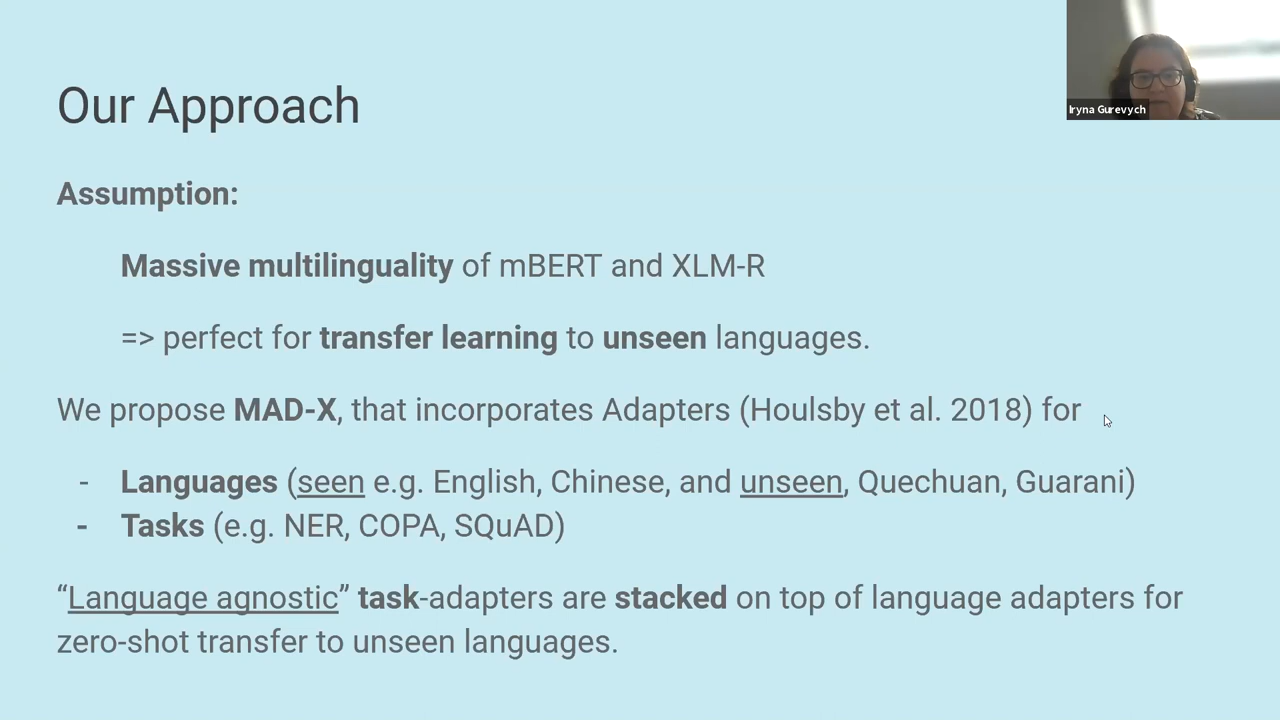 Iryna Gurevych
Our Approach
Assumption:
Massive multilinguality of mBERT and XLM-R
=> perfect for transfer learning to unseen languages.
We propose MAD-X, that incorporates Adapters (Houlsby et al. 2018) for
- Languages (seen e.g. English, Chinese, and unseen, Quechuan, Guarani)
- Tasks (e.g. NER, COPA, SQuAD)
“Language agnostic” task-adapters are stacked on top of language adapters for
zero-shot transfer to unseen languages.